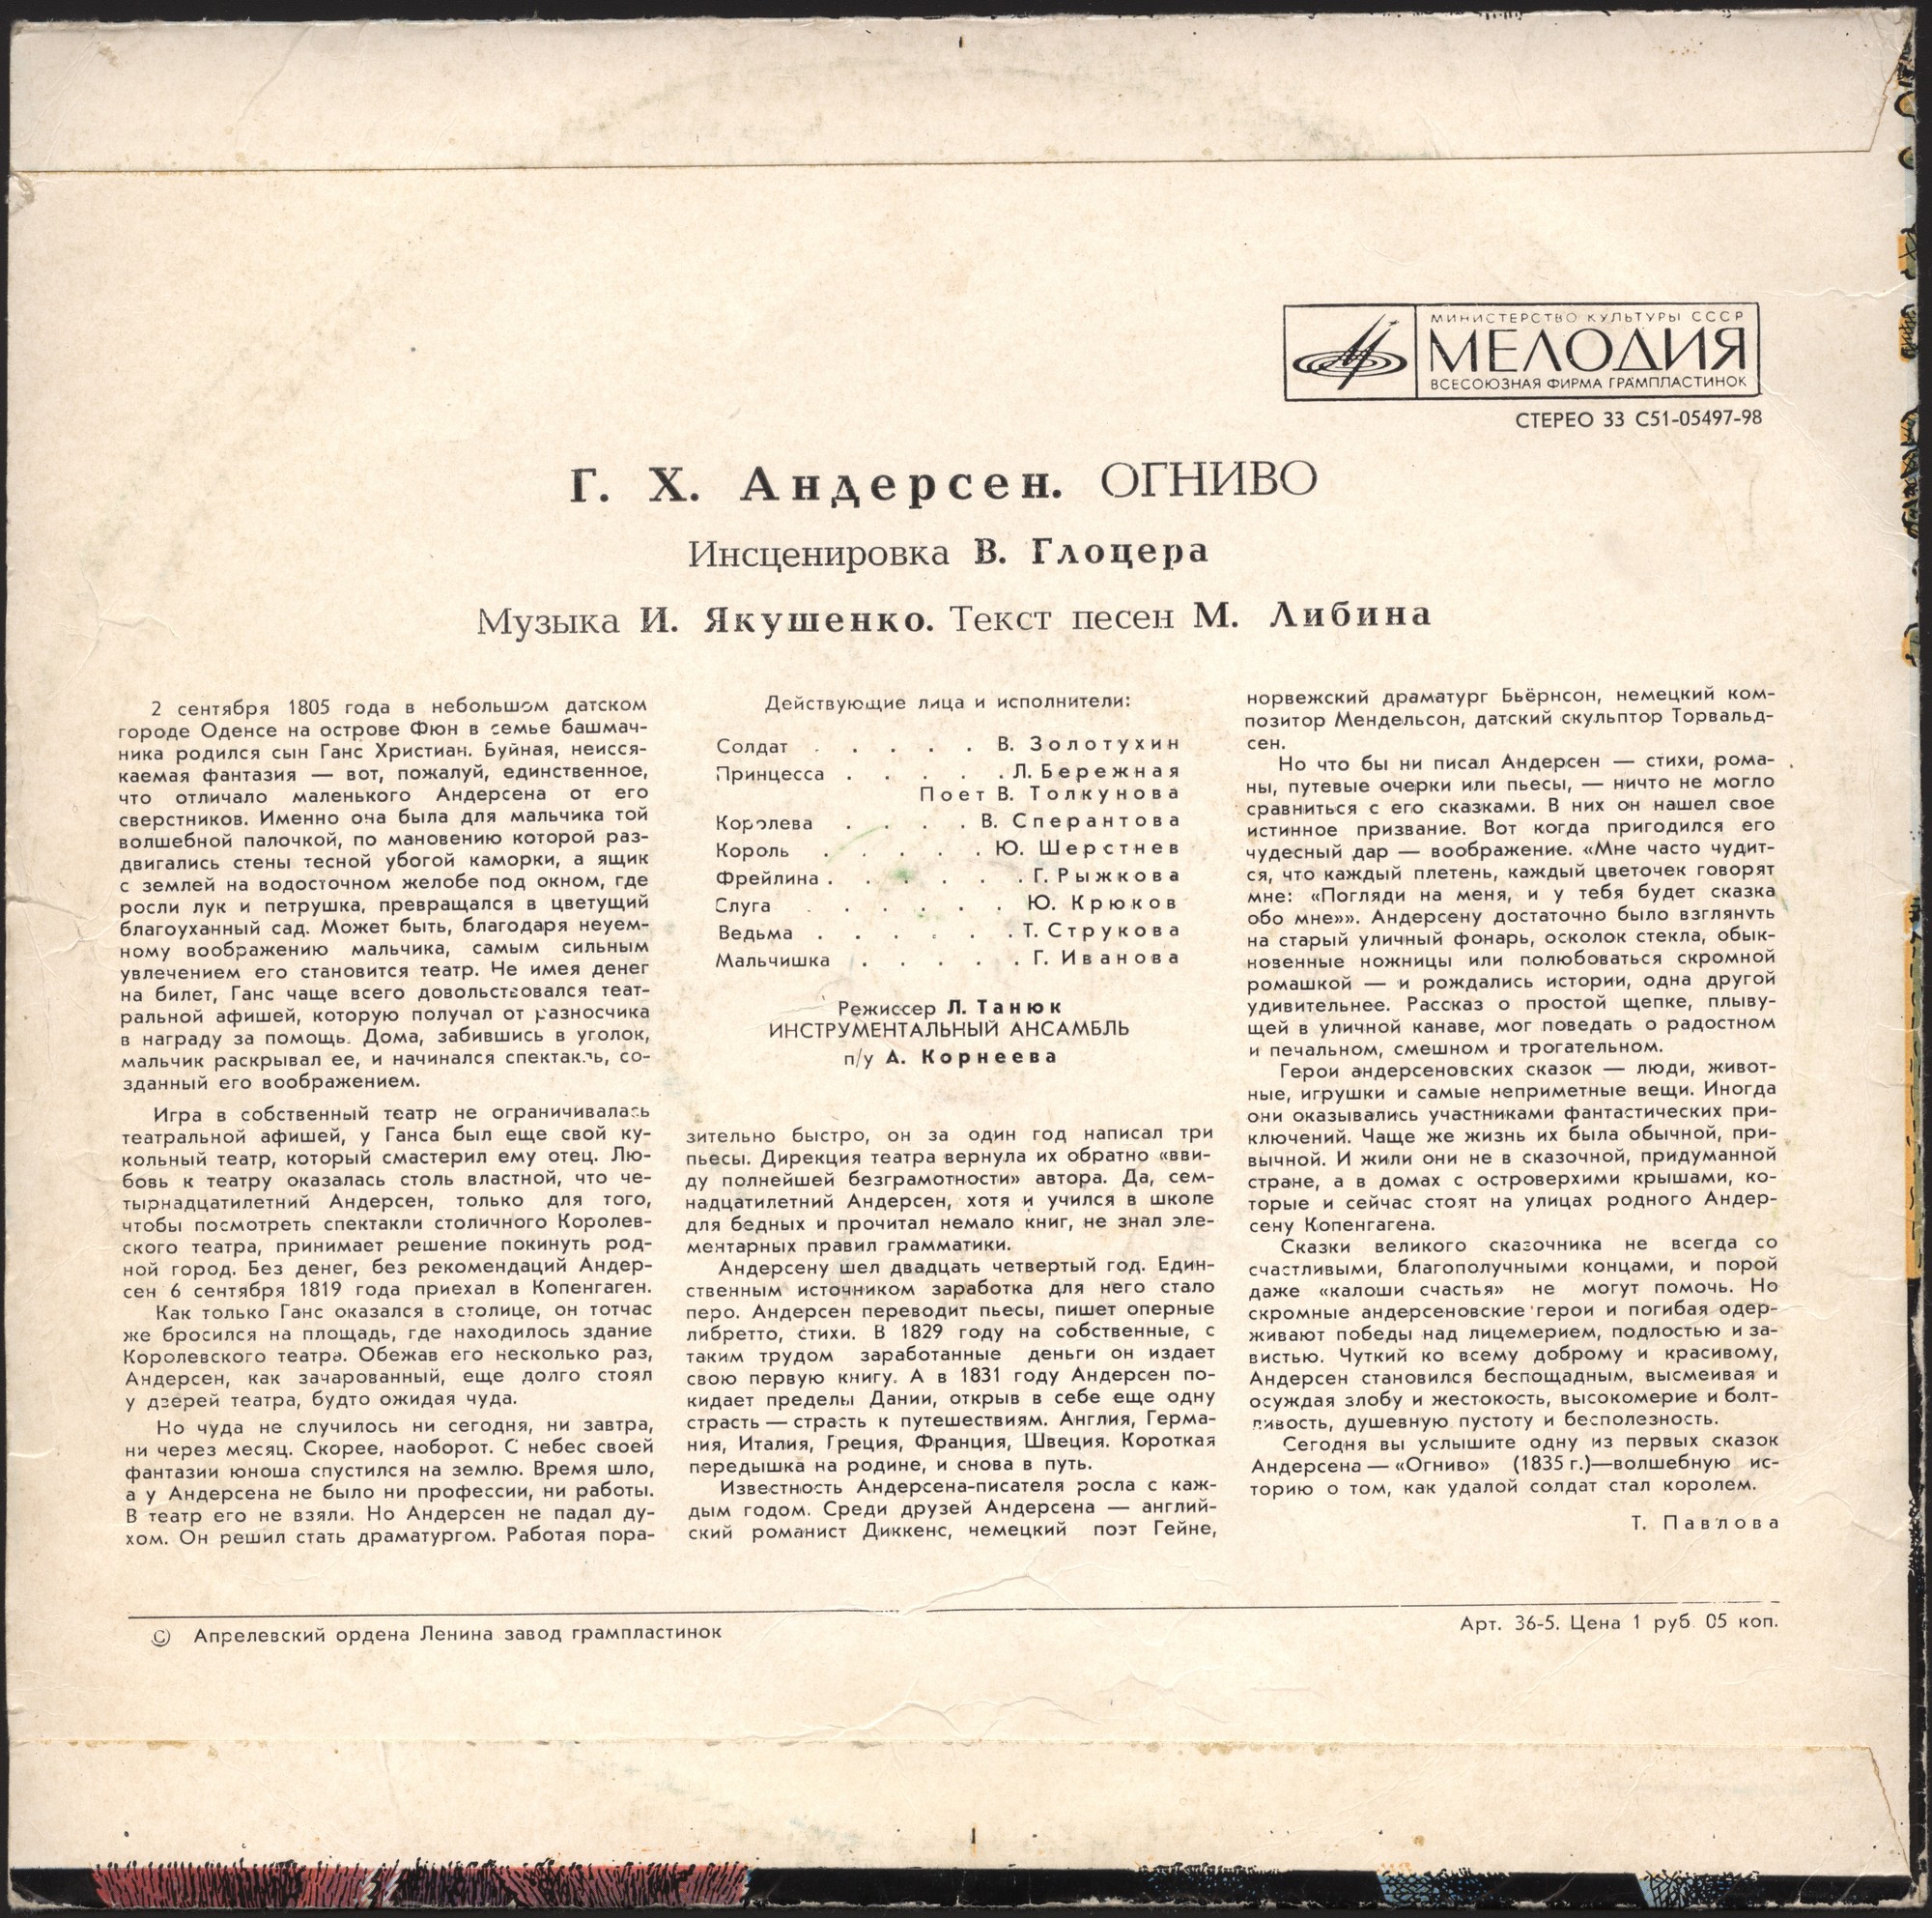 МИНИСТЕРСТВО КУЛЬТУРЫ СССР
МЕЛОДИЯ
ВСЕСОЮЗНАЯ ФИРМА ГРАМПЛАСТИНОК
СТЕРЕО 33 С51-05497-98
Г. Х. Андерсен. ОГНИВО
Инсценировка В. Глоцера
Музыка И. Якушенко. Текст песен М. Либина
2 сентября 1805 года в небольшом датском
городе Оденсе на острове Фюн в семье башмач-
ника родился сын Ганс Христиан. Буйная, неисся-
каемая фантазия — вот, пожалуй, единственное,
что отличало маленького Андерсена от его
сверстников. Именно она была для мальчика той
волшебной палочкой, по мановению которой раз-
двигались стены тесной убогой каморки, а ящик
с землей на водосточном желобе под окном, где
росли лук и петрушка, превращался в цветущий
благоуханный сад. Может быть, благодаря неуем-
ному воображению мальчика, самым сильным
увлечением его становится театр. Не имея денег
на билет, Ганс чаще всего довольствовался теат-
ральной афишей, которую получал от разносчика
в награду за помощь. Дома, забившись в уголок,
мальчик раскрывал ее, и начинался спектакль, со-
зданный его воображением.
Игра в собственный театр не ограничивалась
театральной афишей, у Ганса был еще свой ку-
кольный театр, который смастерил ему отец. Лю-
бовь к театру оказалась столь властной, что че-
тырнадцатилетний Андерсен, только для того,
чтобы посмотреть спектакли столичного Королев-
ского театра, принимает решение покинуть род-
ной город. Без денег, без рекомендаций Андер-
сен 6 сентября 1819 года приехал в Копенгаген.
Как только Ганс оказался в столице, он тотчас
же бросился на площадь, где находилось здание
Королевского театра. Обежав его несколько раз,
Андерсен, как зачарованный, еще долго стоял
у дверей театра, будто ожидая чуда.
Но чуда не случилось ни сегодня, ни завтра,
ни через месяц. Скорее, наоборот. С небес своей
фантазии юноша спустился на землю. Время шло,
а у Андерсена не было ни профессии, ни работы.
В театр его не взяли. Но Андерсен не падал ду-
хом. Он решил стать драматургом. Работая пора-
Действующие лица и исполнители:
Солдат . . . . . В. Золотухин
Принцесса . . . . . Л. Бережная
Поет В. Толкунова
Королева . . . . В. Сперантова
Король . . . . . Ю. Шерстнев
Фрейлина . . . . . . Г. Рыжкова
Слуга . . . . . . Ю. Крюков
Ведьма . . . . . . Т. Струкова
Мальчишка . . . . . Г. Иванова
Режиссер Л. Танюк
ИНСТРУМЕНТАЛЬНЫЙ АНСАМБЛЬ
п/у А. Корнеева
зительно быстро, он за один год написал три
пьесы. Дирекция театра вернула их обратно «вви-
ду полнейшей безграмотности» автора. Да, сем-
надцатилетний Андерсен, хотя и учился в школе
для бедных и прочитал немало книг, не знал эле-
ментарных правил грамматики.
Андерсену шел двадцать четвертый год. Един-
ственным источником заработка для него стало
перо. Андерсен переводит пьесы, пишет оперные
либретто, стихи. В 1829 году на собственные, с
таким трудом заработанные деньги он издает
свою первую книгу. А в 1831 году Андерсен по-
кидает пределы Дании, открыв в себе еще одну
страсть — страсть к путешествиям. Англия, Герма-
ния, Италия, Греция, Франция, Швеция. Короткая
передышка на родине, и снова в путь.
Известность Андерсена-писателя росла с каж-
дым годом. Среди друзей Андерсена — англий-
ский романист Диккенс, немецкий поэт Гейне,
норвежский драматург Бьёрнсон, немецкий ком-
позитор Мендельсон, датский скульптор Торвальд-
сен.
Но что бы ни писал Андерсен — стихи, рома-
ны, путевые очерки или пьесы, — ничто не могло
сравниться с его сказками. В них он нашел свое
истинное призвание. Вот когда пригодился его
чудесный дар — воображение. «Мне часто чудит-
ся, что каждый плетень, каждый цветочек говорят
мне: «Погляди на меня, и у тебя будет сказка
обо мне»». Андерсену достаточно было взглянуть
на старый уличный фонарь, осколок стекла, обык-
новенные ножницы или полюбоваться скромной
ромашкой — и рождались истории, одна другой
удивительнее. Рассказ о простой щепке, плыву-
щей в уличной канаве, мог поведать о радостном
и печальном, смешном и трогательном.
Герои андерсеновских сказок — люди, живот-
ные, игрушки и самые неприметные вещи. Иногда
они оказывались участниками фантастических при-
ключений. Чаще же жизнь их была обычной, при-
вычной. И жили они не в сказочной, придуманной
стране, а в домах с островерхими крышами, ко-
торые и сейчас стоят на улицах родного Андер-
сену Копенгагена.
Сказки великого сказочника не всегда со
счастливыми, благополучными концами, и порой
даже «калоши счастья» не могут помочь. Но
скромные андерсеновские герои и погибая одер-
живают победы над лицемерием, подлостью и за-
вистью. Чуткий ко всему доброму и красивому,
Андерсен становился беспощадным, высмеивая и
осуждая злобу и жестокость, высокомерие и болт-
ливость, душевную пустоту и бесполезность.
Сегодня вы услышите одну из первых сказок
Андерсена — «Огниво» (1835 г.)—волшебную ис-
торию о том, как удалой солдат стал королем.
Т. Павлова
© Апрелевский ордена Ленина завод грампластинок
Арт. 36-5. Цена 1 руб. 05 коп.